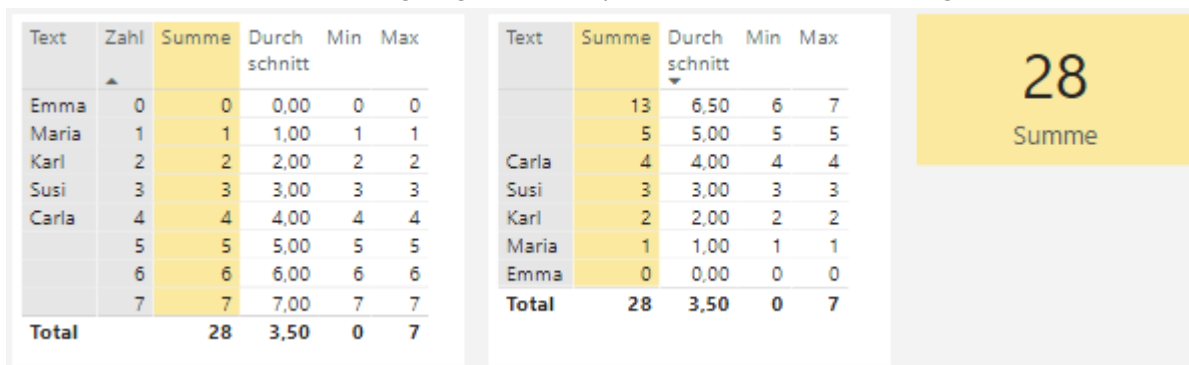 Text Zahl Summe Durch Min Max
schnitt
Emma 0 0 0,00 0 0
Maria 1 1 1,00 1 1
Karl 2 2 2,00 2 2
Susi 3 3 3,00 3 3
Carla 4 4 4,00 4 4
5 5 5,00 5 5
6 6 6,00 6 6
7 7 7,00 7 7
Total 28 3,50 0 7
Text Summe Durch Min Max
schnitt
13 6,50 6 7
5 5,00 5 5
Carla 4 4,00 4 4
Susi 3 3,00 3 3
Karl 2 2,00 2 2
Maria 1 1,00 1 1
Emma 0 0,00 0 0
Total 28 3,50 0 7
28
Summe